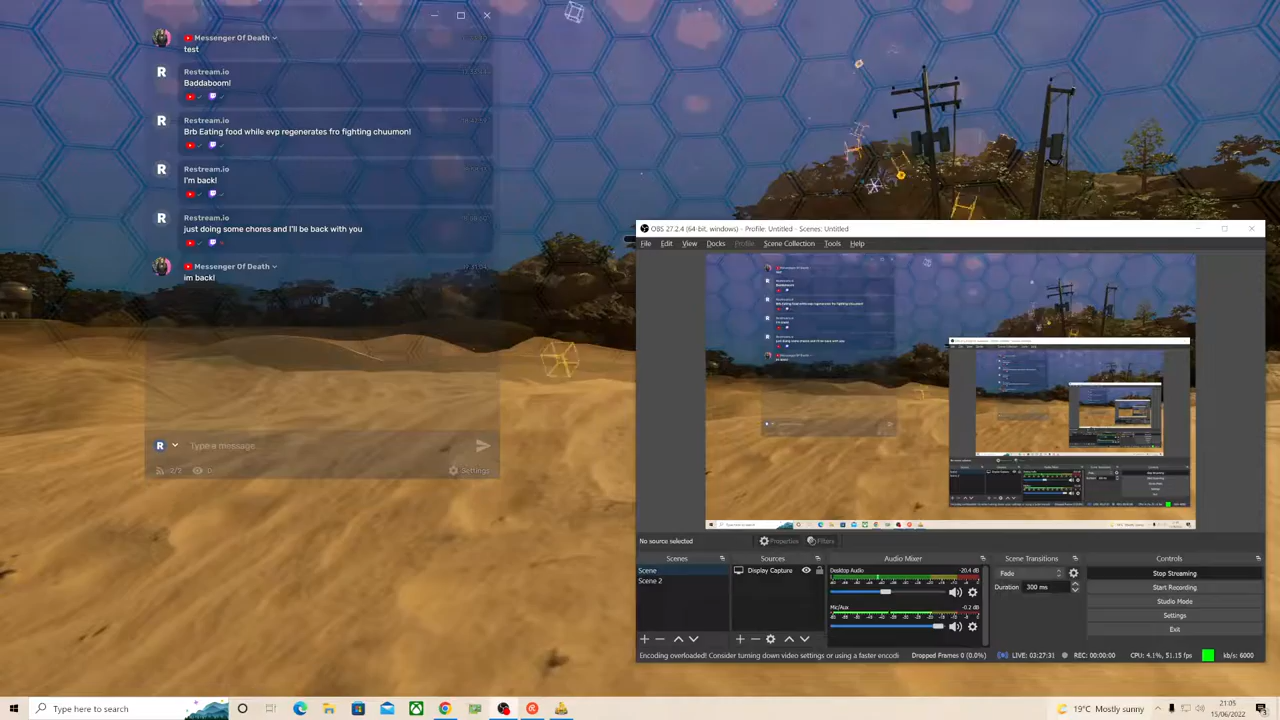 Messenger Of Death
test
Restream.io
Baddaboom!
Restream.io
Brb Eating food while evp regenerates fro fighting chuumon!
Restream.io
I'm back!
Restream.io
just doing some chores and I'll be back with you
Messenger Of Death
im back!
R
Type a message
2/2 0 Settings
OBS 27.2.4 (64-bit, windows) - Profile: Untitled - Scenes: Untitled
File Edit View Docks Profile Scene Collection Tools Help
No source selected Properties Filters
Scenes Sources Audio Mixer Scene Transitions Controls
Scene
Scene 2
Display Capture
Desktop Audio -20.4 dB
Mic/Aux -0.2 dB
Fade
Duration 300 ms
Stop Streaming
Start Recording
Studio Mode
Settings
Exit
Encoding overloaded! Consider turning down video settings or using a faster encodi Dropped Frames 0 (0.0%) LIVE: 03:27:31 REC: 00:00:00 CPU: 4.1%, 51.15 fps kb/s: 6000
Type here to search
19°C Mostly sunny
21:05
15/06/2022